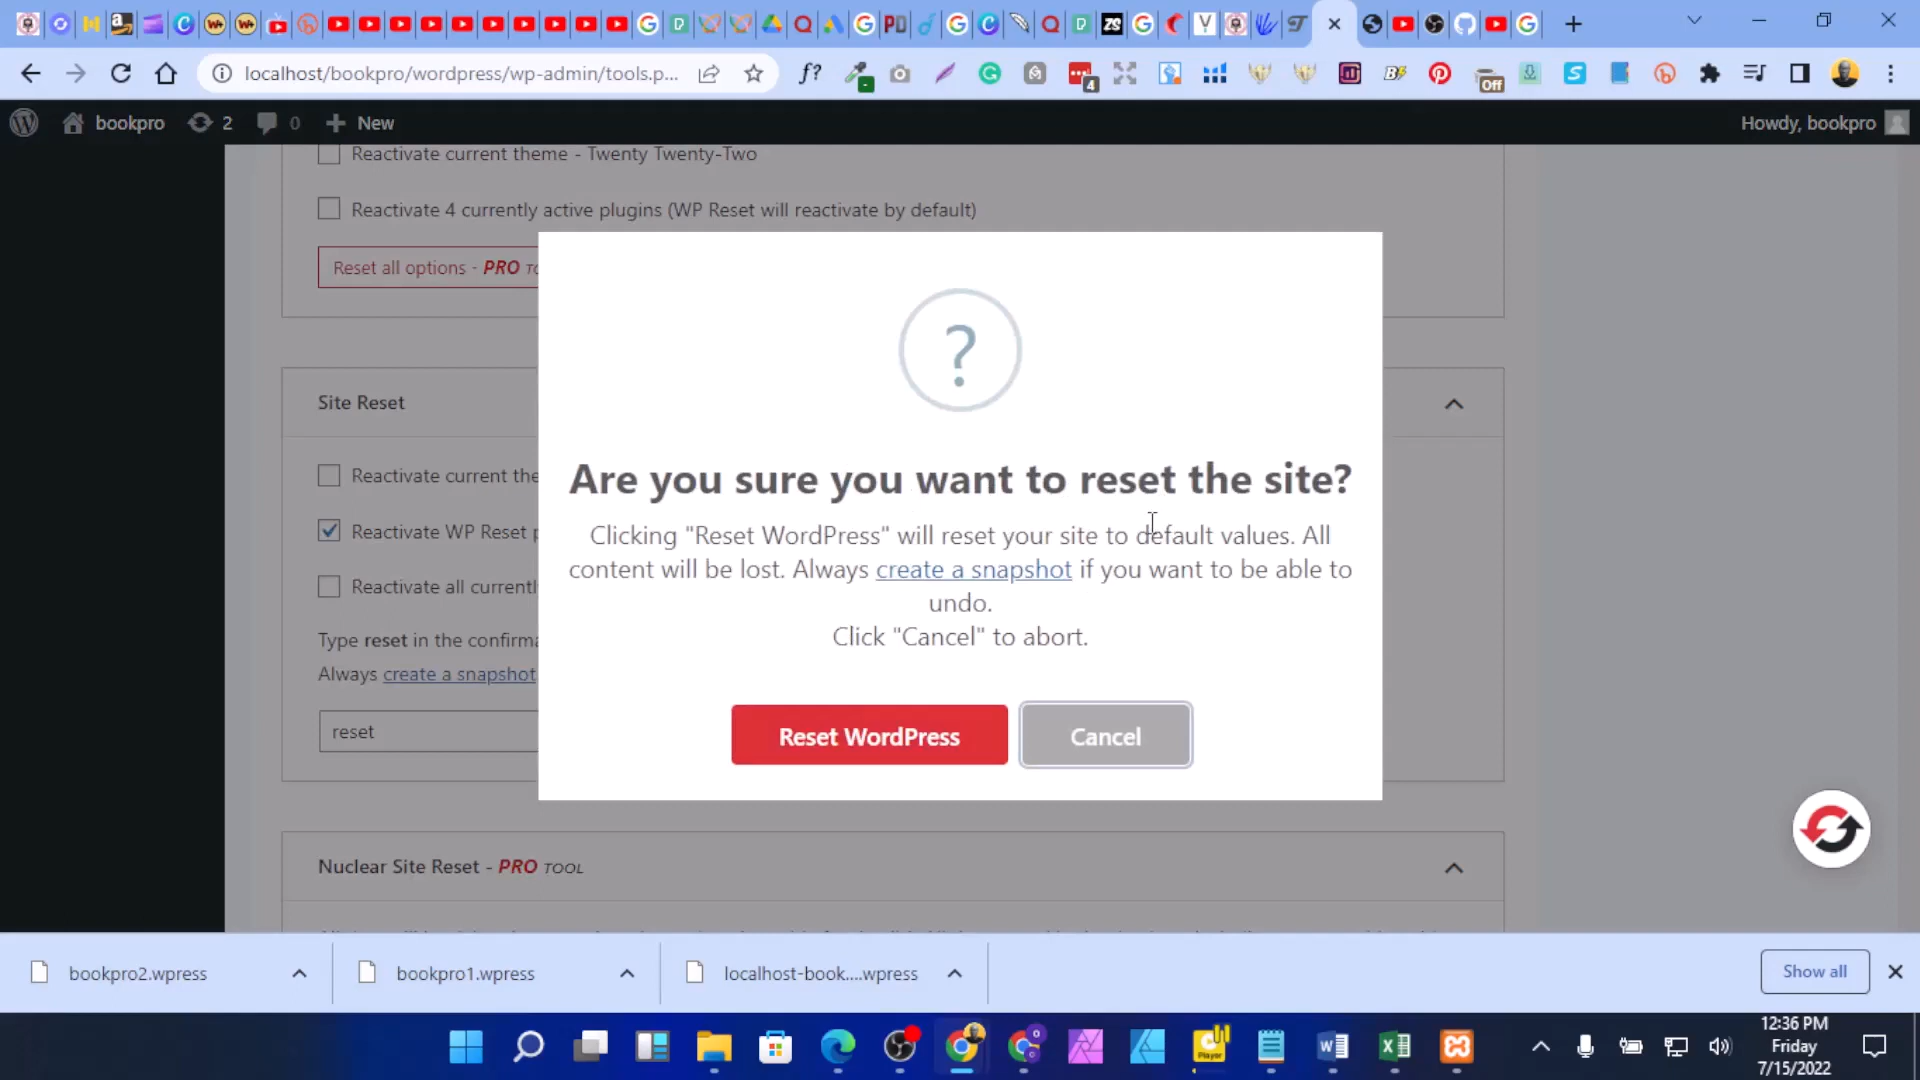 localhost/bookpro/wordpress/wp-admin/tools.p...
f?
4
Off
bookpro
2
0
New
Howdy, bookpro
Reactivate current theme - Twenty Twenty-Two
Reactivate 4 currently active plugins (WP Reset will reactivate by default)
Reset all options - PRO
Site Reset
Reactivate current the
Reactivate WP Reset p
Reactivate all currently
Type reset in the confirma
Always create a snapshot
reset
?
Are you sure you want to reset the site?
Clicking "Reset WordPress" will reset your site to default values. All
content will be lost. Always create a snapshot if you want to be able to
undo.
Click "Cancel" to abort.
Reset WordPress
Cancel
Nuclear Site Reset - PRO TOOL
bookpro2.wpress
bookpro1.wpress
localhost-book....wpress
Show all
Player
12:36 PM
Friday
7/15/2022